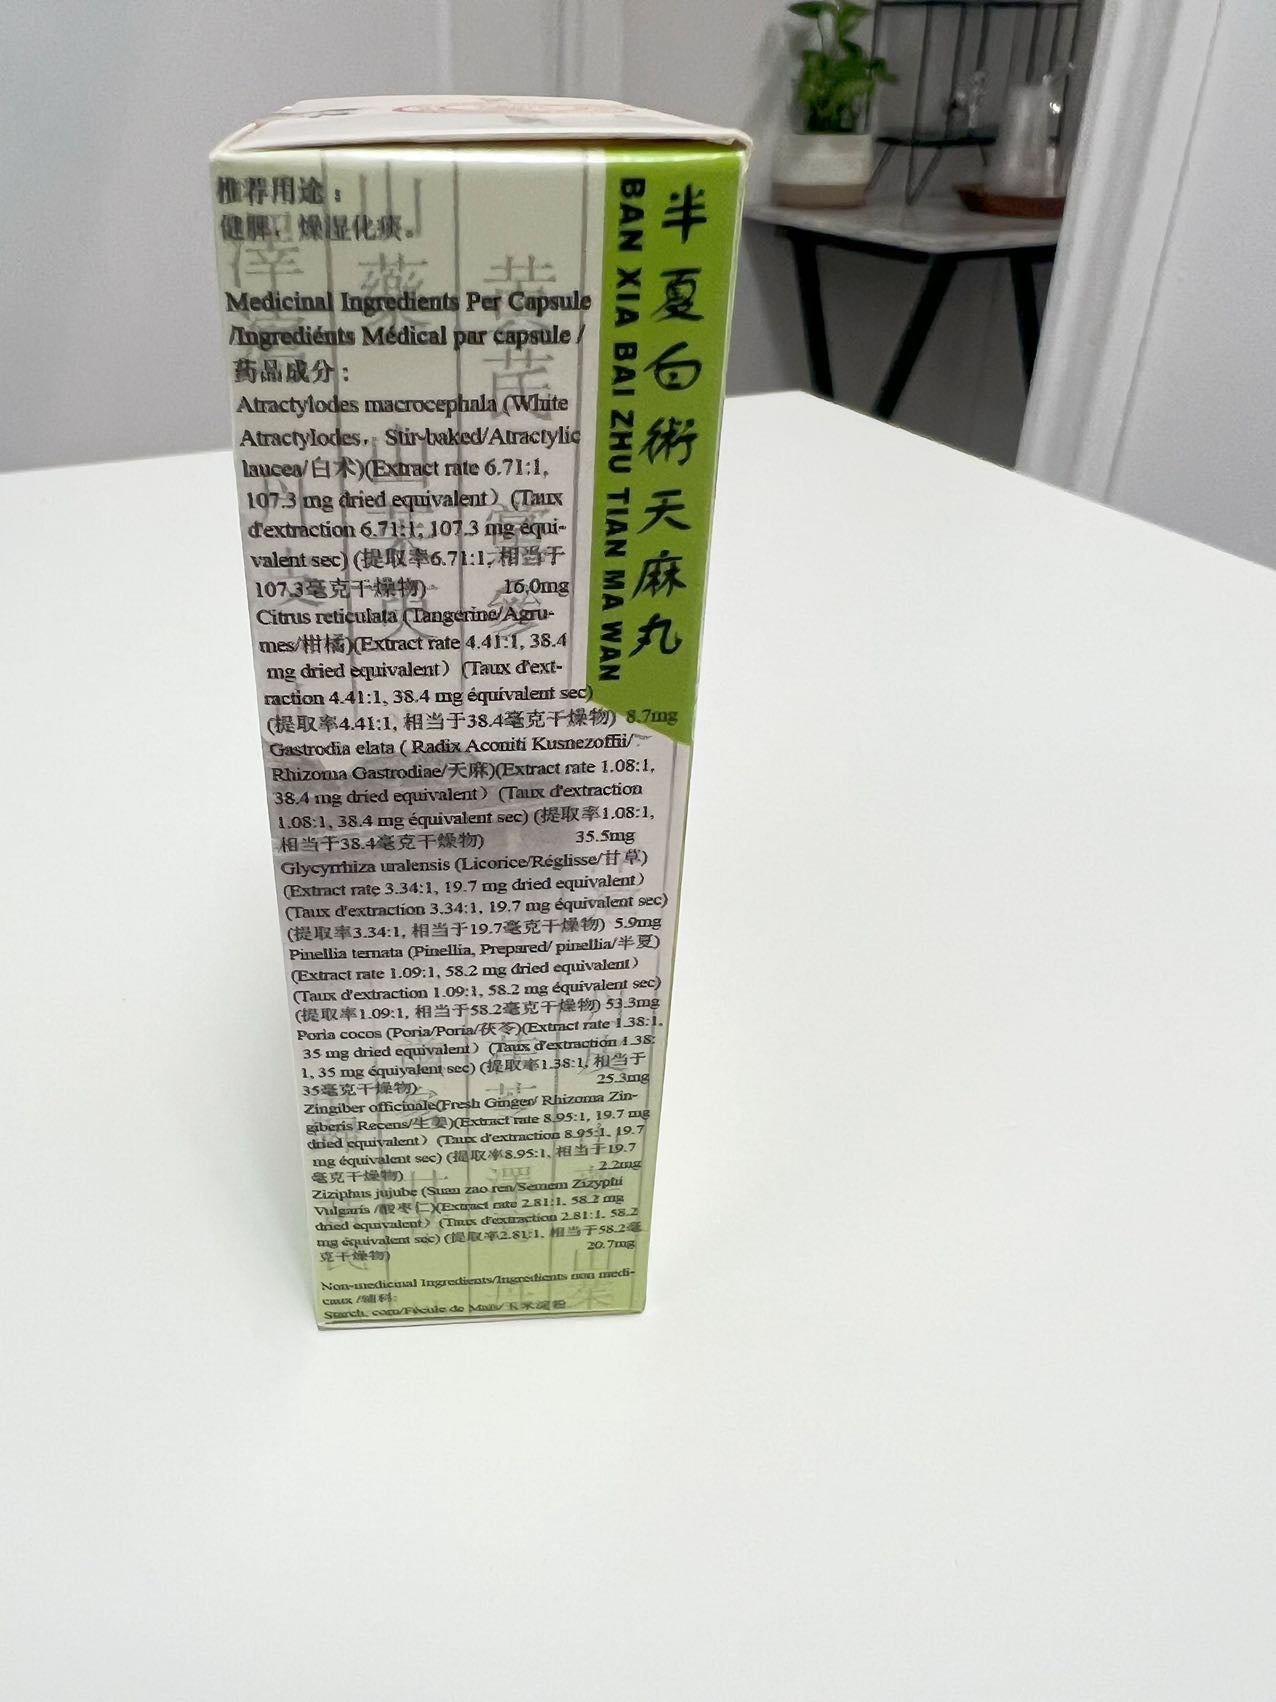 推荐用途：
健脾，燥湿化痰。
Medicinal Ingredients Per Capsule
/Ingrediénts Médical par capsule /
药品成分：
Atractylodes macrocephala (White
Atractylodes, Stir-baked/Atractylic
laucea/白术)(Extract rate 6.71:1,
107.3 mg dried equivalent) (Taux
d'extraction 6.71:1, 107.3 mg équi-
valent sec) (提取率6.71:1, 相当于
107.3毫克干燥物) 16.0mg
Citrus reticulata (Tangerine/Agru-
mes/柑橘)(Extract rate 4.41:1, 38.4
mg dried equivalent) (Taux d'ext-
raction 4.41:1, 38.4 mg équivalent sec)
(提取率4.41:1, 相当于38.4毫克干燥物) 8.7mg
Gastrodia elata ( Radix Aconiti Kusnezoffii/
Rhizoma Gastrodiae/天麻)(Extract rate 1.08:1,
38.4 mg dried equivalent) (Taux d'extraction
1.08:1, 38.4 mg équivalent sec) (提取率1.08:1,
相当于38.4毫克干燥物) 35.5mg
Glycyrrhiza uralensis (Licorice/Réglisse/甘草)
(Extract rate 3.34:1, 19.7 mg dried equivalent)
(Taux d'extraction 3.34:1, 19.7 mg équivalent sec)
(提取率3.34:1, 相当于19.7毫克干燥物) 5.9mg
Pinellia ternata (Pinellia, Prepared/ pinellia/半夏)
(Extract rate 1.09:1, 58.2 mg dried equivalent)
(Taux d'extraction 1.09:1, 58.2 mg équivalent sec)
(提取率1.09:1, 相当于58.2毫克干燥物) 53.3mg
Poria cocos (Poria/Poria/茯苓)(Extract rate 1.38:1,
35 mg dried equivalent) (Taux d'extraction 1.38:
1, 35 mg équivalent sec) (提取率1.38:1, 相当于
35毫克干燥物) 25.3mg
Zingiber officinale(Fresh Ginger/ Rhizoma Zin-
giberis Recens/生姜)(Extract rate 8.95:1, 19.7 mg
dried equivalent) (Taux d'extraction 8.95:1, 19.7
mg équivalent sec) (提取率8.95:1, 相当于19.7
毫克干燥物) 2.2mg
Ziziphus jujube (Suan zao ren/Semem Zizyphi
Vulgaris /酸枣仁)(Extract rate 2.81:1, 58.2 mg
dried equivalent) (Taux d'extraction 2.81:1, 58.2
mg équivalent sec) (提取率2.81:1, 相当于58.2毫
克干燥物) 20.7mg
Non-medicinal Ingredients/Ingredients non medi-
caux /辅料:
Starch, corn/Fécule de Maïs/玉米淀粉
半夏白術天麻丸
BAN XIA BAI ZHU TIAN MA WAN